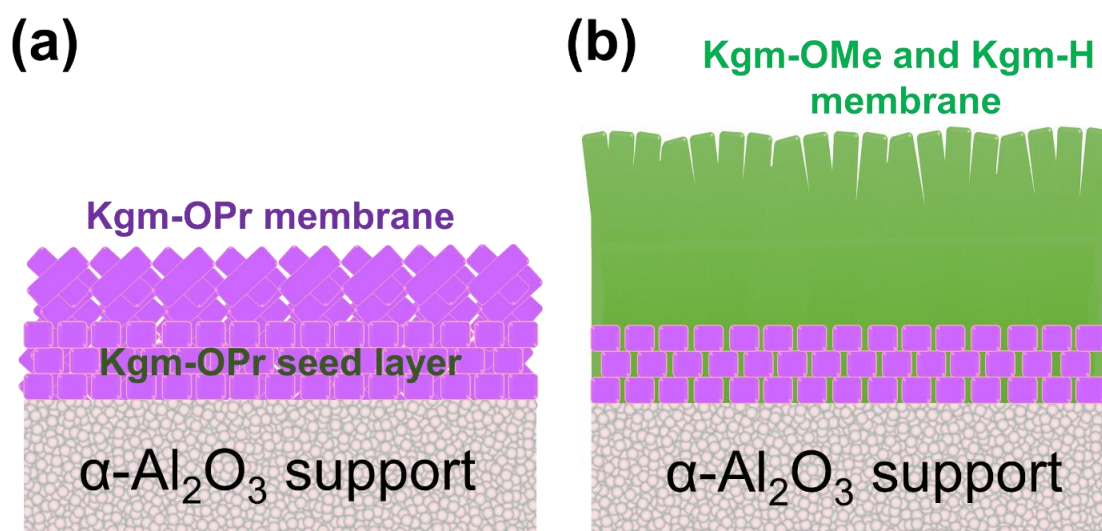 (a)
Kgm-OPr membrane
Kgm-OPr seed layer
α-Al₂O₃ support
(b)
Kgm-OMe and Kgm-H
membrane
α-Al₂O₃ support